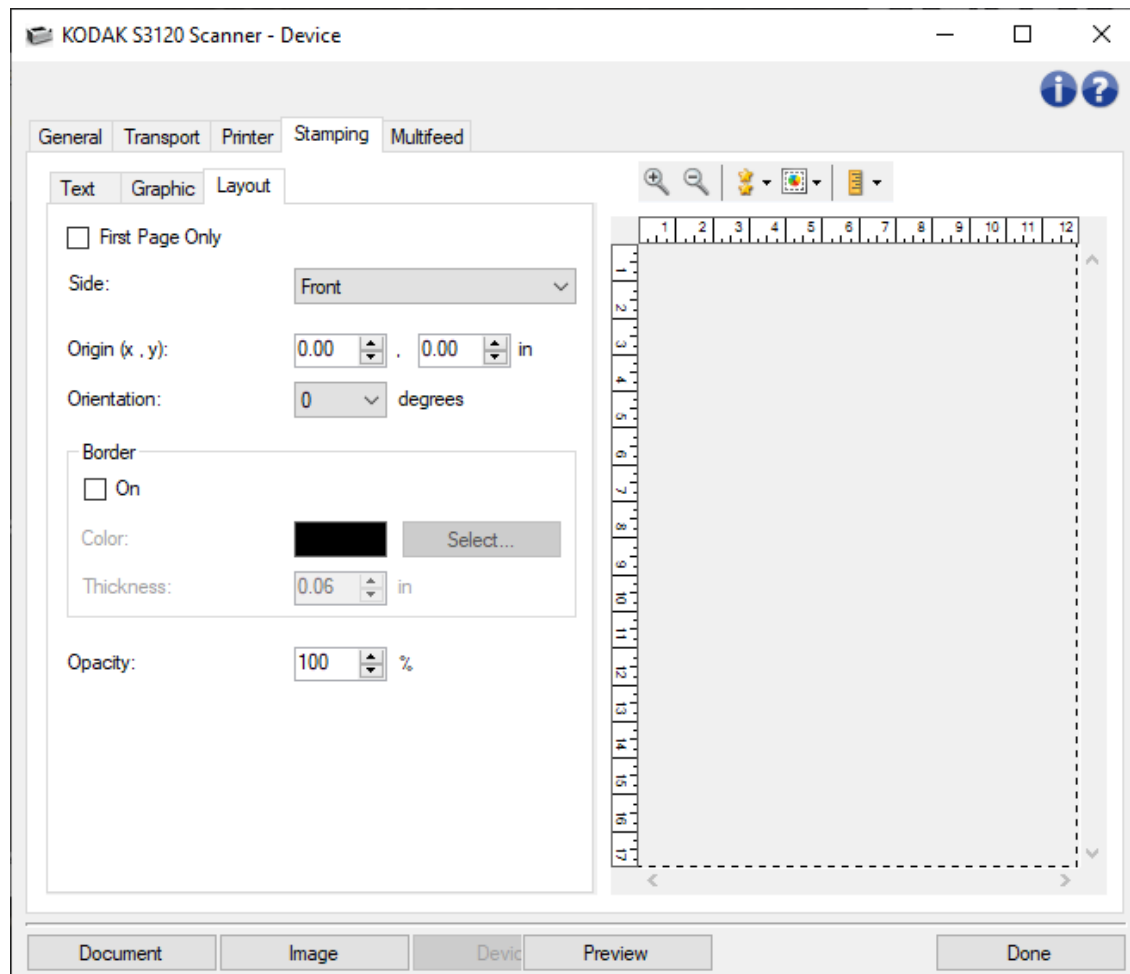 KODAK S3120 Scanner - Device
General Transport Printer Stamping Multifeed
Text Graphic Layout
First Page Only
Side: Front
Origin (x , y): 0.00 , 0.00 in
Orientation: 0 degrees
Border
On
Color: Select...
Thickness: 0.06 in
Opacity: 100 %
1 2 3 4 5 6 7 8 9 10 11 12
1
2
3
4
5
6
7
8
9
10
11
12
13
14
15
16
17
Document Image Devic Preview Done